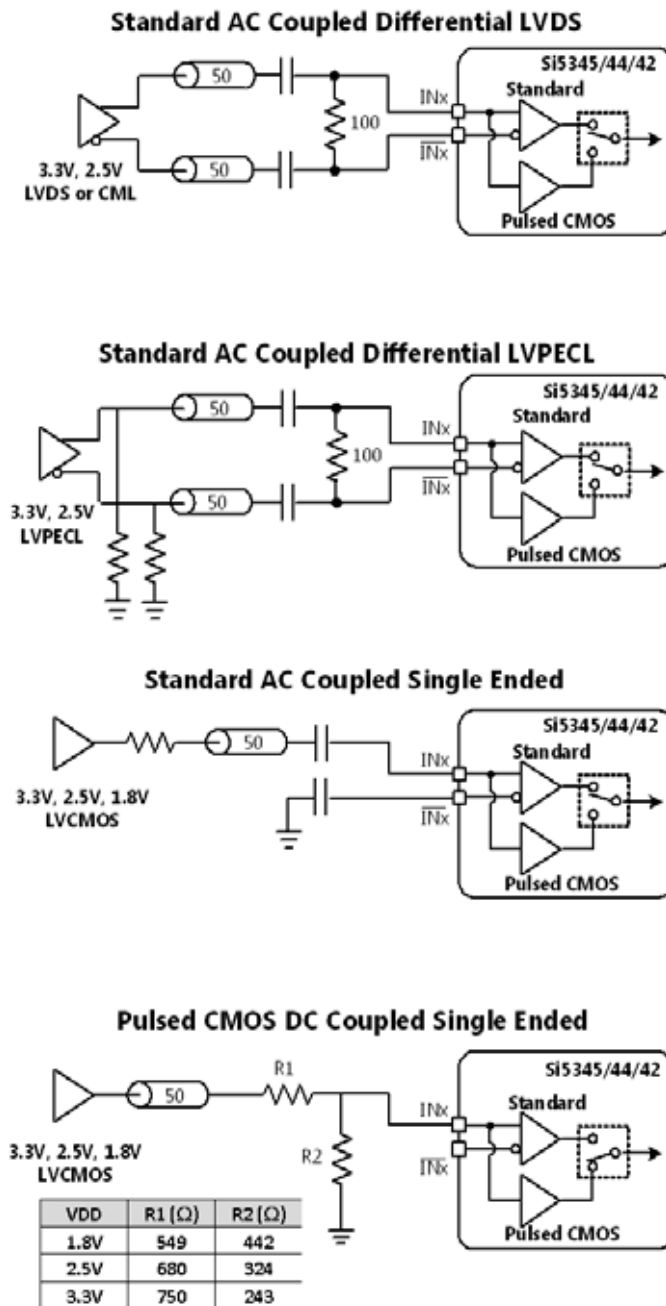 Standard AC Coupled Differential LVDS
Si5345/44/42
Standard
50
INx
100
INx
50
3.3V, 2.5V
LVDS or CML
Pulsed CMOS
Standard AC Coupled Differential LVPECL
Si5345/44/42
Standard
50
INx
100
INx
50
3.3V, 2.5V
LVPECL
Pulsed CMOS
Standard AC Coupled Single Ended
Si5345/44/42
Standard
50
INx
3.3V, 2.5V, 1.8V
LVCMOS
INx
Pulsed CMOS
Pulsed CMOS DC Coupled Single Ended
Si5345/44/42
R1
Standard
50
INx
3.3V, 2.5V, 1.8V
LVCMOS
R2
INx
Pulsed CMOS
VDD R1 (Ω) R2 (Ω)
1.8V 549 442
2.5V 680 324
3.3V 750 243